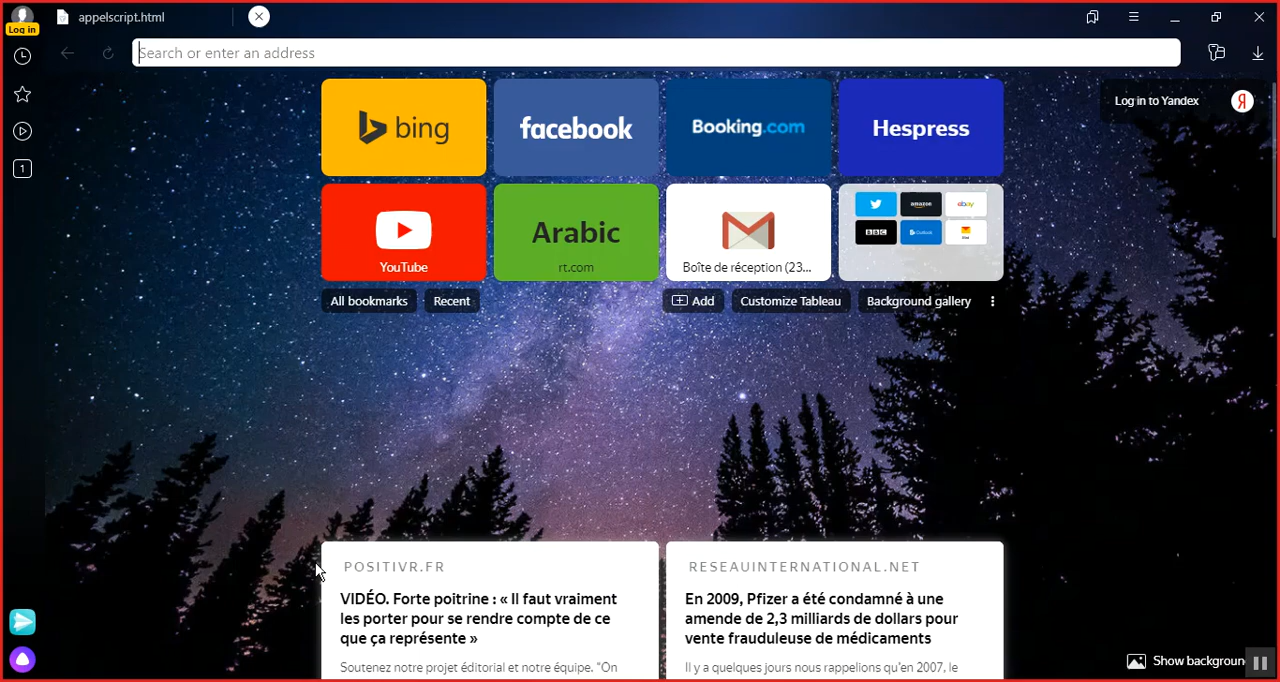 appelscript.html
Log in
Search or enter an address
Log in to Yandex
Я
1
bing
facebook
Booking.com
Hespress
YouTube
Arabic
rt.com
Boîte de réception (23...
amazon
ebay
BBC
Outlook
All bookmarks
Recent
Add
Customize Tableau
Background gallery
POSITIVR.FR
VIDÉO. Forte poitrine : « Il faut vraiment
les porter pour se rendre compte de ce
que ça représente »
Soutenez notre projet éditorial et notre équipe. "On
RESEAUINTERNATIONAL.NET
En 2009, Pfizer a été condamné à une
amende de 2,3 milliards de dollars pour
vente frauduleuse de médicaments
Il y a quelques jours nous rappelions qu'en 2007, le
Show backgroun